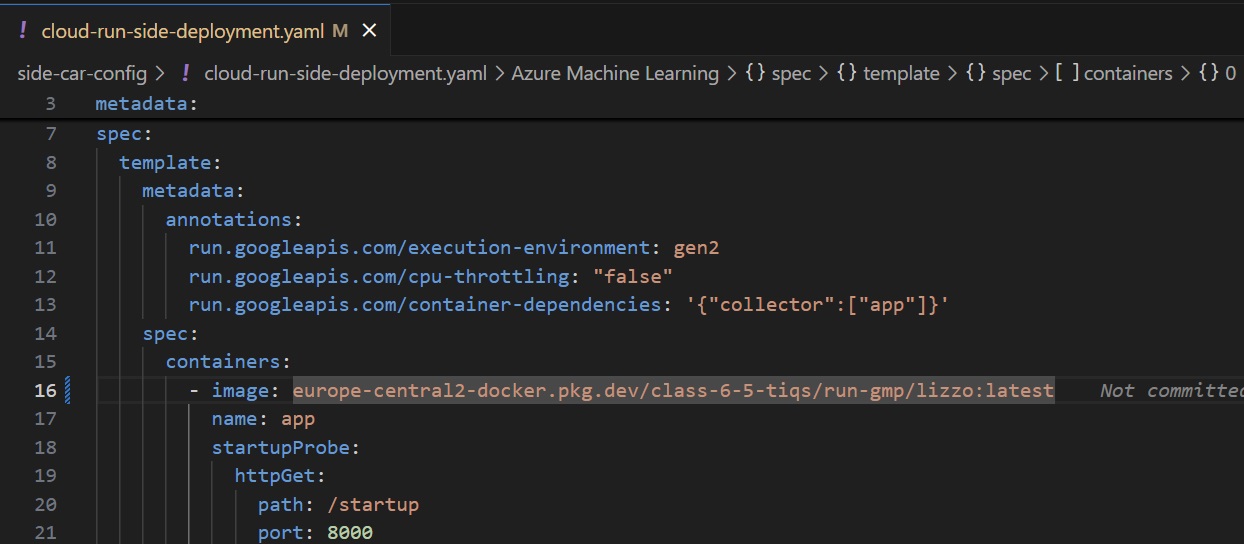 ! cloud-run-side-deployment.yaml M ×
side-car-config > ! cloud-run-side-deployment.yaml > Azure Machine Learning > {} spec > {} template > {} spec > [ ] containers > {} 0
3 metadata:
7 spec:
8 template:
9 metadata:
10 annotations:
11 run.googleapis.com/execution-environment: gen2
12 run.googleapis.com/cpu-throttling: "false"
13 run.googleapis.com/container-dependencies: '{"collector":["app"]}'
14 spec:
15 containers:
16 - image: europe-central2-docker.pkg.dev/class-6-5-tiqs/run-gmp/lizzo:latest Not committe
17 name: app
18 startupProbe:
19 httpGet:
20 path: /startup
21 port: 8000